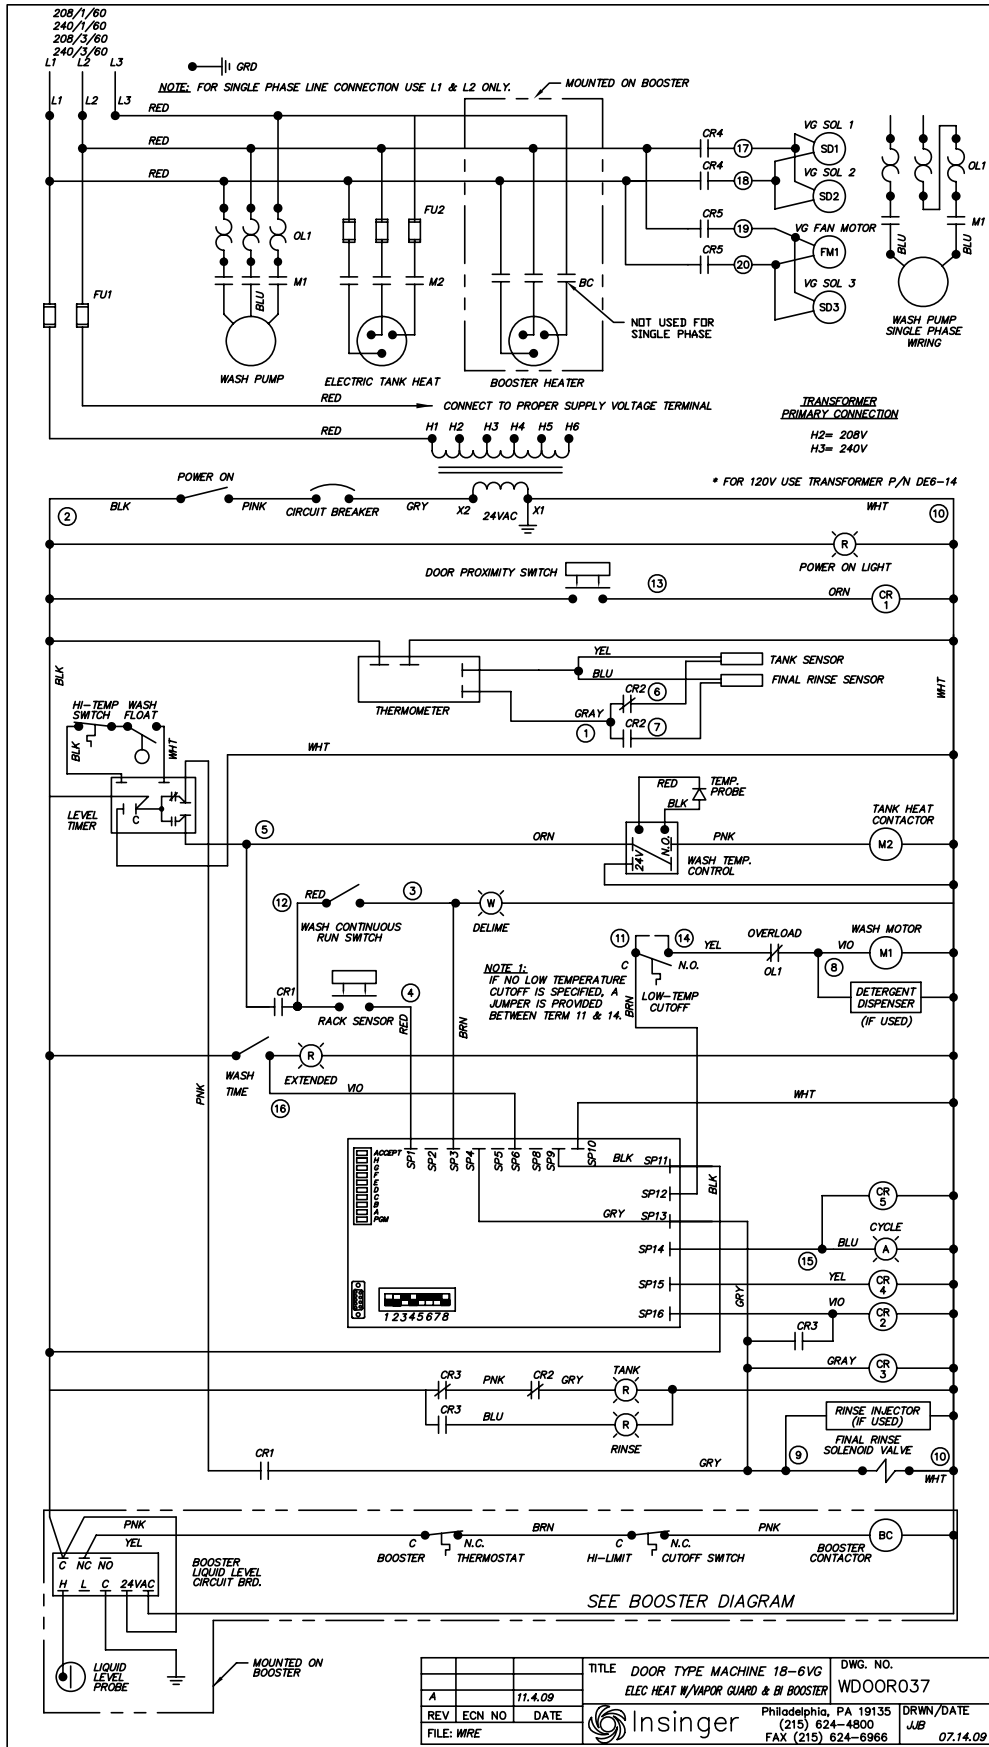 208/1/60
240/1/60
208/3/60
240/3/60
L1 L2 L3
GRD
NOTE: FOR SINGLE PHASE LINE CONNECTION USE L1 & L2 ONLY.
MOUNTED ON BOOSTER
L1 L2 L3
RED
RED
RED
CR4 17
VG SOL 1
SD1
CR4 18
VG SOL 2
SD2
CR5 19
VG FAN MOTOR
FM1
CR5 20
VG SOL 3
SD3
OL1
M1
BLU BLU
WASH PUMP
SINGLE PHASE
WIRING
FU1
OL1
M1
BLU
WASH PUMP
FU2
M2
ELECTRIC TANK HEAT
BC
NOT USED FOR
SINGLE PHASE
BOOSTER HEATER
RED
CONNECT TO PROPER SUPPLY VOLTAGE TERMINAL
RED
H1 H2 H3 H4 H5 H6
TRANSFORMER
PRIMARY CONNECTION
H2= 208V
H3= 240V
* FOR 120V USE TRANSFORMER P/N DE6-14
POWER ON
2 BLK PINK CIRCUIT BREAKER GRY X2 24VAC X1 WHT 10
R
POWER ON LIGHT
DOOR PROXIMITY SWITCH
13
ORN
CR
1
BLK
WHT
THERMOMETER
YEL
BLU
TANK SENSOR
FINAL RINSE SENSOR
CR2 6
GRAY
1
CR2 7
HI-TEMP
SWITCH
WASH
FLOAT
BLK
WHT
WHT
LEVEL
TIMER
C
5
ORN
RED
BLK
TEMP.
PROBE
24V
N.O.
WASH TEMP.
CONTROL
PNK
TANK HEAT
CONTACTOR
M2
12 RED
3
WASH CONTINUOUS
RUN SWITCH
W
DELIME
CR1
RACK SENSOR
4
RED
BRN
NOTE 1:
IF NO LOW TEMPERATURE
CUTOFF IS SPECIFIED, A
JUMPER IS PROVIDED
BETWEEN TERM 11 & 14.
11 14
C N.O.
LOW-TEMP
CUTOFF
BRN
YEL
OVERLOAD
OL1
VIO
8
WASH MOTOR
M1
DETERGENT
DISPENSER
(IF USED)
WASH
TIME
R
EXTENDED
VIO
16
PNK
WHT
ACCEPT
H
G
F
E
D
C
B
A
PGM
SP1 SP2 SP3 SP4 SP5 SP6 SP8 SP9 SP10
BLK SP11
BLK
SP12
GRY SP13
SP14
SP15
SP16
12345678
CR
5
CYCLE
15 BLU
A
YEL
CR
4
VIO
CR
2
CR3
GRY
GRAY
CR
3
CR3 PNK CR2 GRY
TANK
R
CR3
BLU
R
RINSE
RINSE INJECTOR
(IF USED)
FINAL RINSE
SOLENOID VALVE
9 10
WHT
CR1
GRY
PNK
YEL
C NC NO
H L C 24VAC
BOOSTER
LIQUID LEVEL
CIRCUIT BRD.
C N.C.
BOOSTER THERMOSTAT
BRN
C N.C.
HI-LIMIT CUTOFF SWITCH
PNK
BC
BOOSTER
CONTACTOR
SEE BOOSTER DIAGRAM
LIQUID
LEVEL
PROBE
MOUNTED ON
BOOSTER
A 11.4.09
REV ECN NO DATE
FILE: WIRE
TITLE DOOR TYPE MACHINE 18-6VG
ELEC HEAT W/VAPOR GUARD & BI BOOSTER
DWG. NO.
WDOOR037
Insinger
Philadelphia, PA 19135
(215) 624-4800
FAX (215) 624-6966
DRWN/DATE
JJB
07.14.09